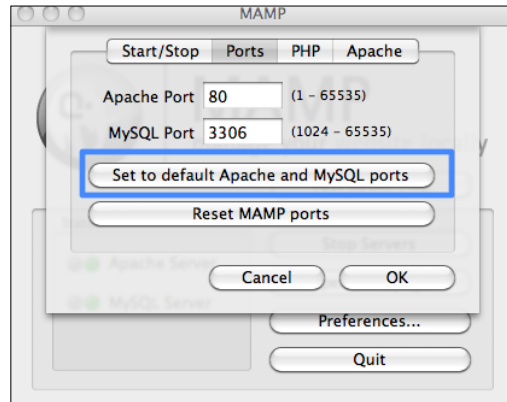 MAMP
Start/Stop Ports PHP Apache
Apache Port 80 (1 - 65535)
MySQL Port 3306 (1024 - 65535)
Set to default Apache and MySQL ports
Reset MAMP ports
Stop Servers
Apache Server
Cancel OK
MySQL Server
Preferences...
Quit